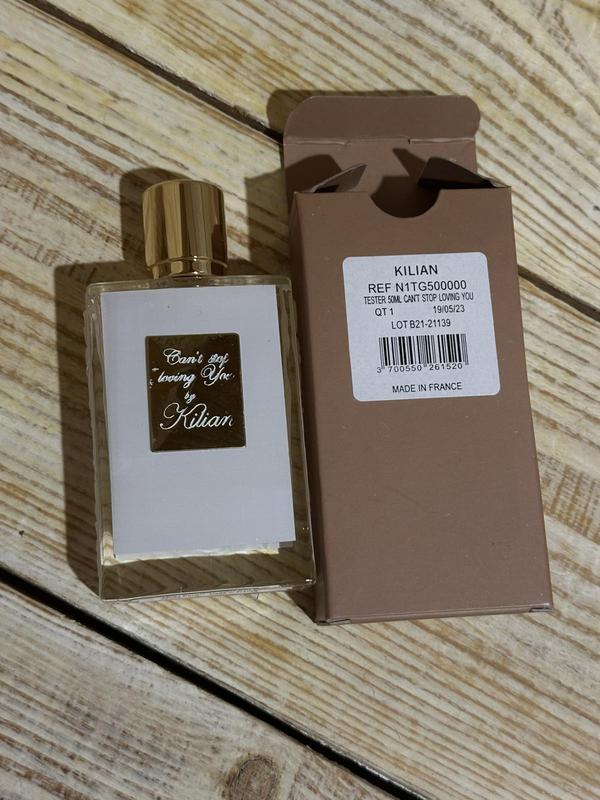 Can't stop
loving You
by
Kilian
KILIAN
REF N1TG500000
TESTER 50ML CAN'T STOP LOVING YOU
QT 1 19/05/23
LOT B21-21139
3 700550 261520
MADE IN FRANCE